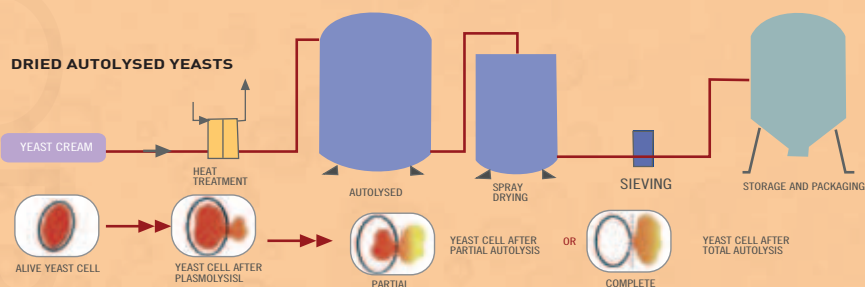 DRIED AUTOLYSED YEASTS
YEAST CREAM
HEAT
TREATMENT
AUTOLYSED
SPRAY
DRYING
SIEVING
STORAGE AND PACKAGING
ALIVE YEAST CELL
YEAST CELL AFTER
PLASMOLYSISL
PARTIAL
YEAST CELL AFTER
PARTIAL AUTOLYSIS
OR
COMPLETE
YEAST CELL AFTER
TOTAL AUTOLYSIS